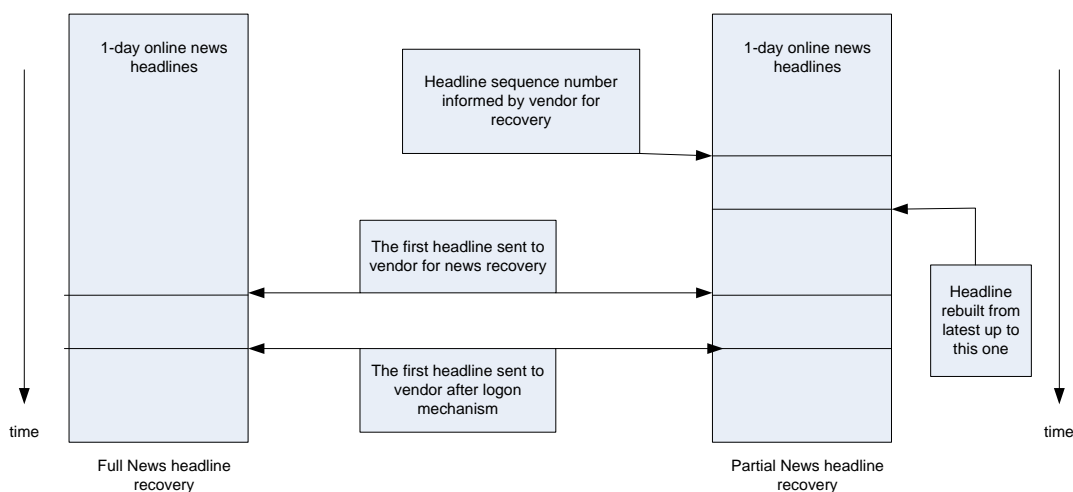 1-day online news
headlines
Headline sequence number
informed by vendor for
recovery
1-day online news
headlines
The first headline sent to
vendor for news recovery
Headline
rebuilt from
latest up to
this one
The first headline sent to
vendor after logon
mechanism
time
time
Full News headline
recovery
Partial News headline
recovery